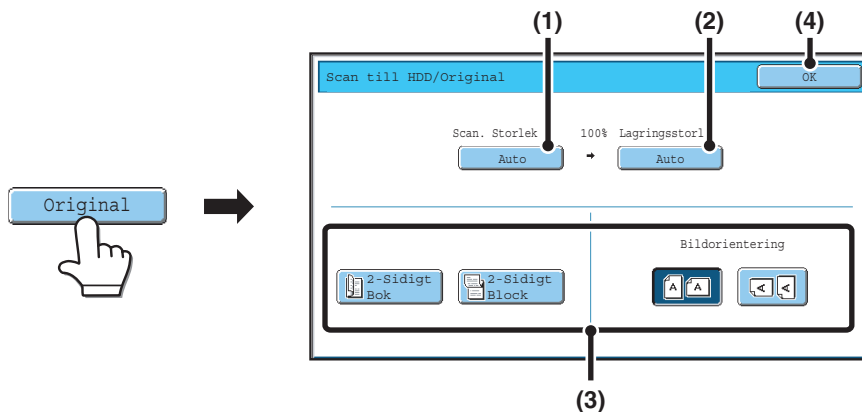 (1)
(2)
(4)
Scan till HDD/Original
OK
Scan. Storlek
100%
Lagringsstorl
Auto
Auto
Original
Bildorientering
2-Sidigt
Bok
2-Sidigt
Block
A
A
A
A
(3)